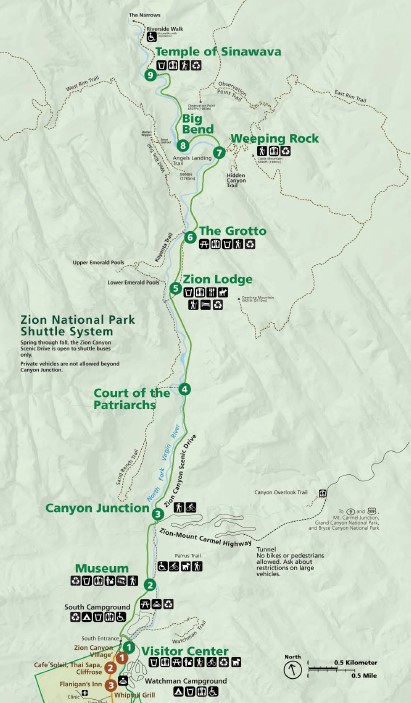 The Narrows
Riverside Walk
Temple of Sinawava
9
West Rim Trail
Observation
Point Trail
East Rim Trail
Big
Bend
8
Weeping Rock
7
Angels Landing
Trail
Hidden
Canyon
Trail
West Rim Trail
6
The Grotto
Kayenta Trail
Upper Emerald Pools
Lower Emerald Pools
5
Zion Lodge
Zion National Park
Shuttle System
Spring through fall, the Zion Canyon
Scenic Drive is open to shuttle buses
only.
Private vehicles are not allowed beyond
Canyon Junction.
Court of the
Patriarchs
4
Sand Bench Trail
North Fork Virgin River
Zion Canyon Scenic Drive
Canyon Overlook Trail
Canyon Junction
3
To 9 and 89
Mt. Carmel Junction,
Grand Canyon National Park,
and Bryce Canyon National Park
Zion-Mount Carmel Highway
Tunnel
No bikes or pedestrians
allowed. Ask about
restrictions on large
vehicles.
Pa'rus Trail
Museum
2
South Campground
South Entrance
Watchman Trail
Zion Canyon
Village
1
1
Visitor Center
Cafe Soleil, Thai Sapa,
Cliffrose
2
Flanigan's Inn
3
Watchman Campground
Clinic
Whiptail Grill
North
0.5 Kilometer
0.5 Mile